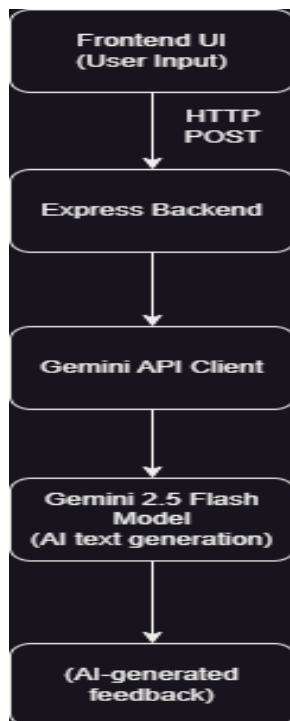 Frontend UI
(User Input)
HTTP
POST
Express Backend
Gemini API Client
Gemini 2.5 Flash
Model
(AI text generation)
(AI-generated
feedback)